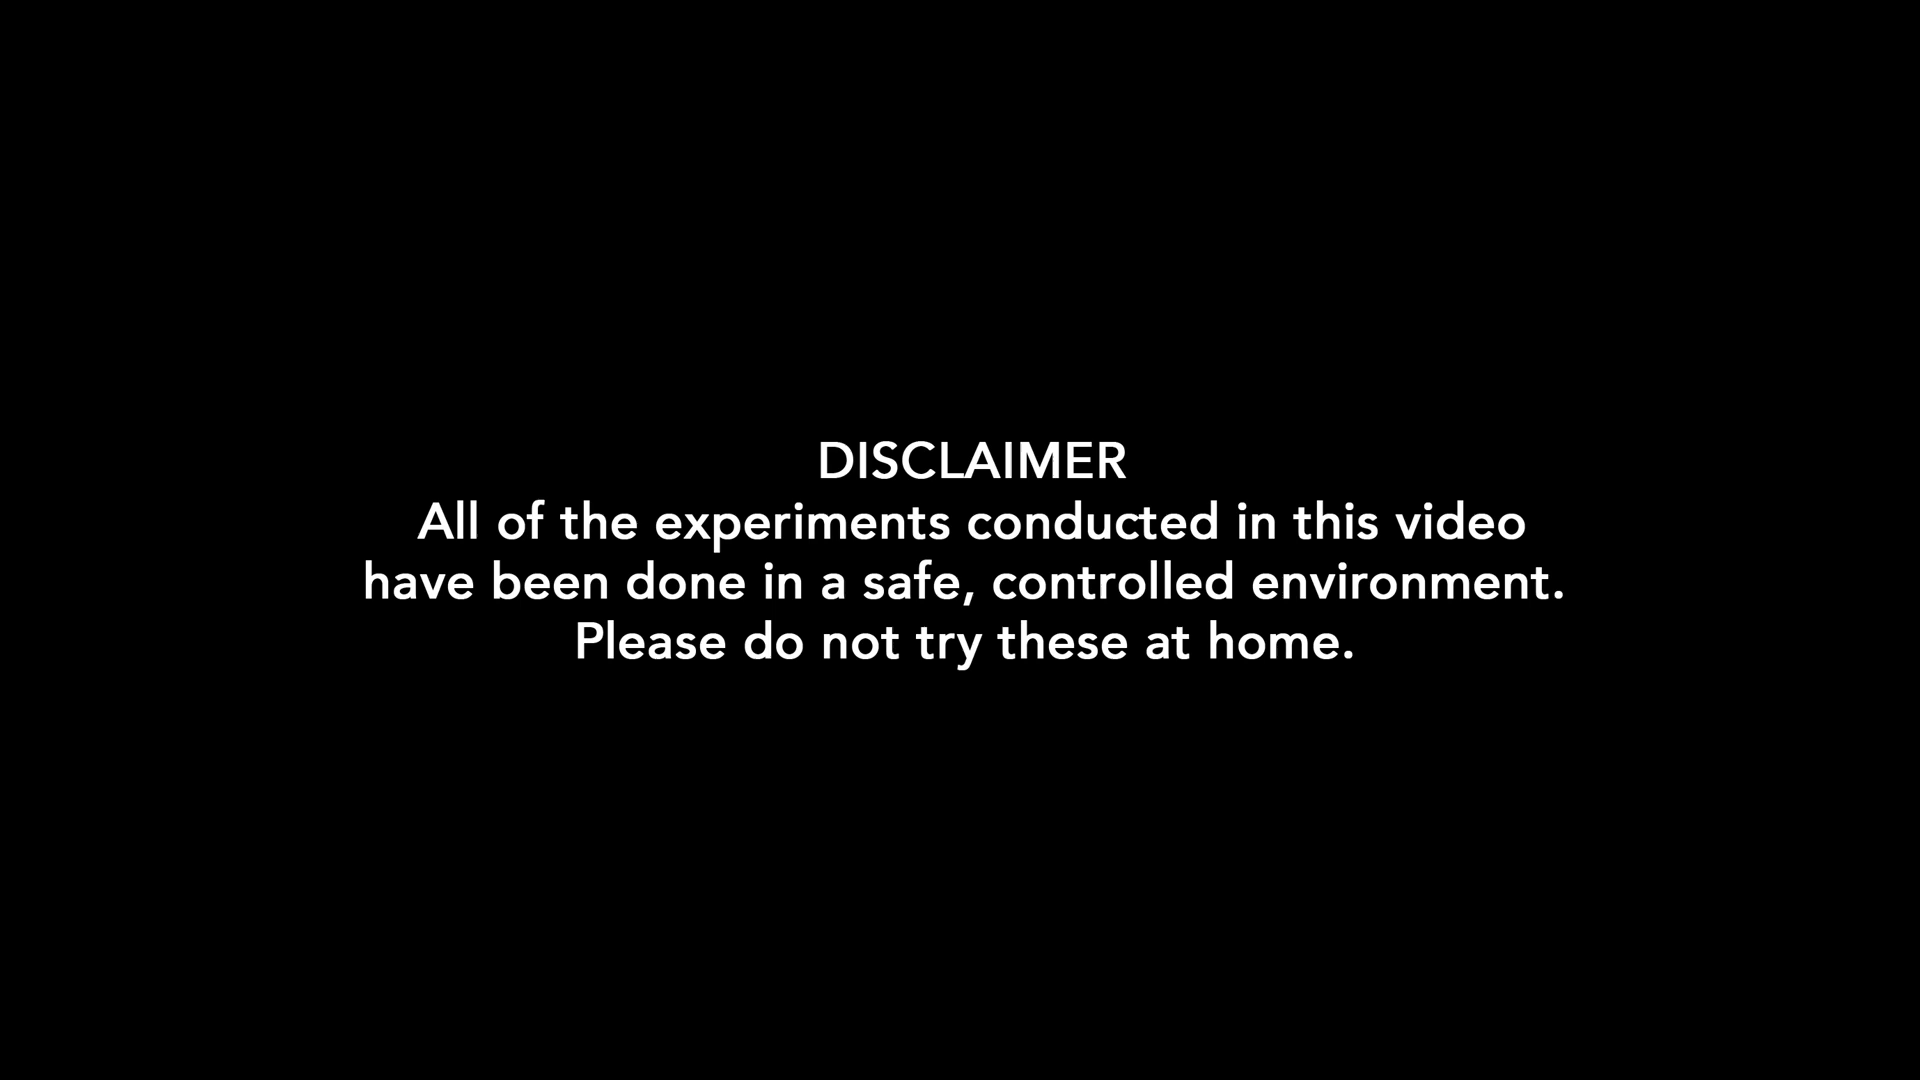 DISCLAIMER
All of the experiments conducted in this video
have been done in a safe, controlled environment.
Please do not try these at home.